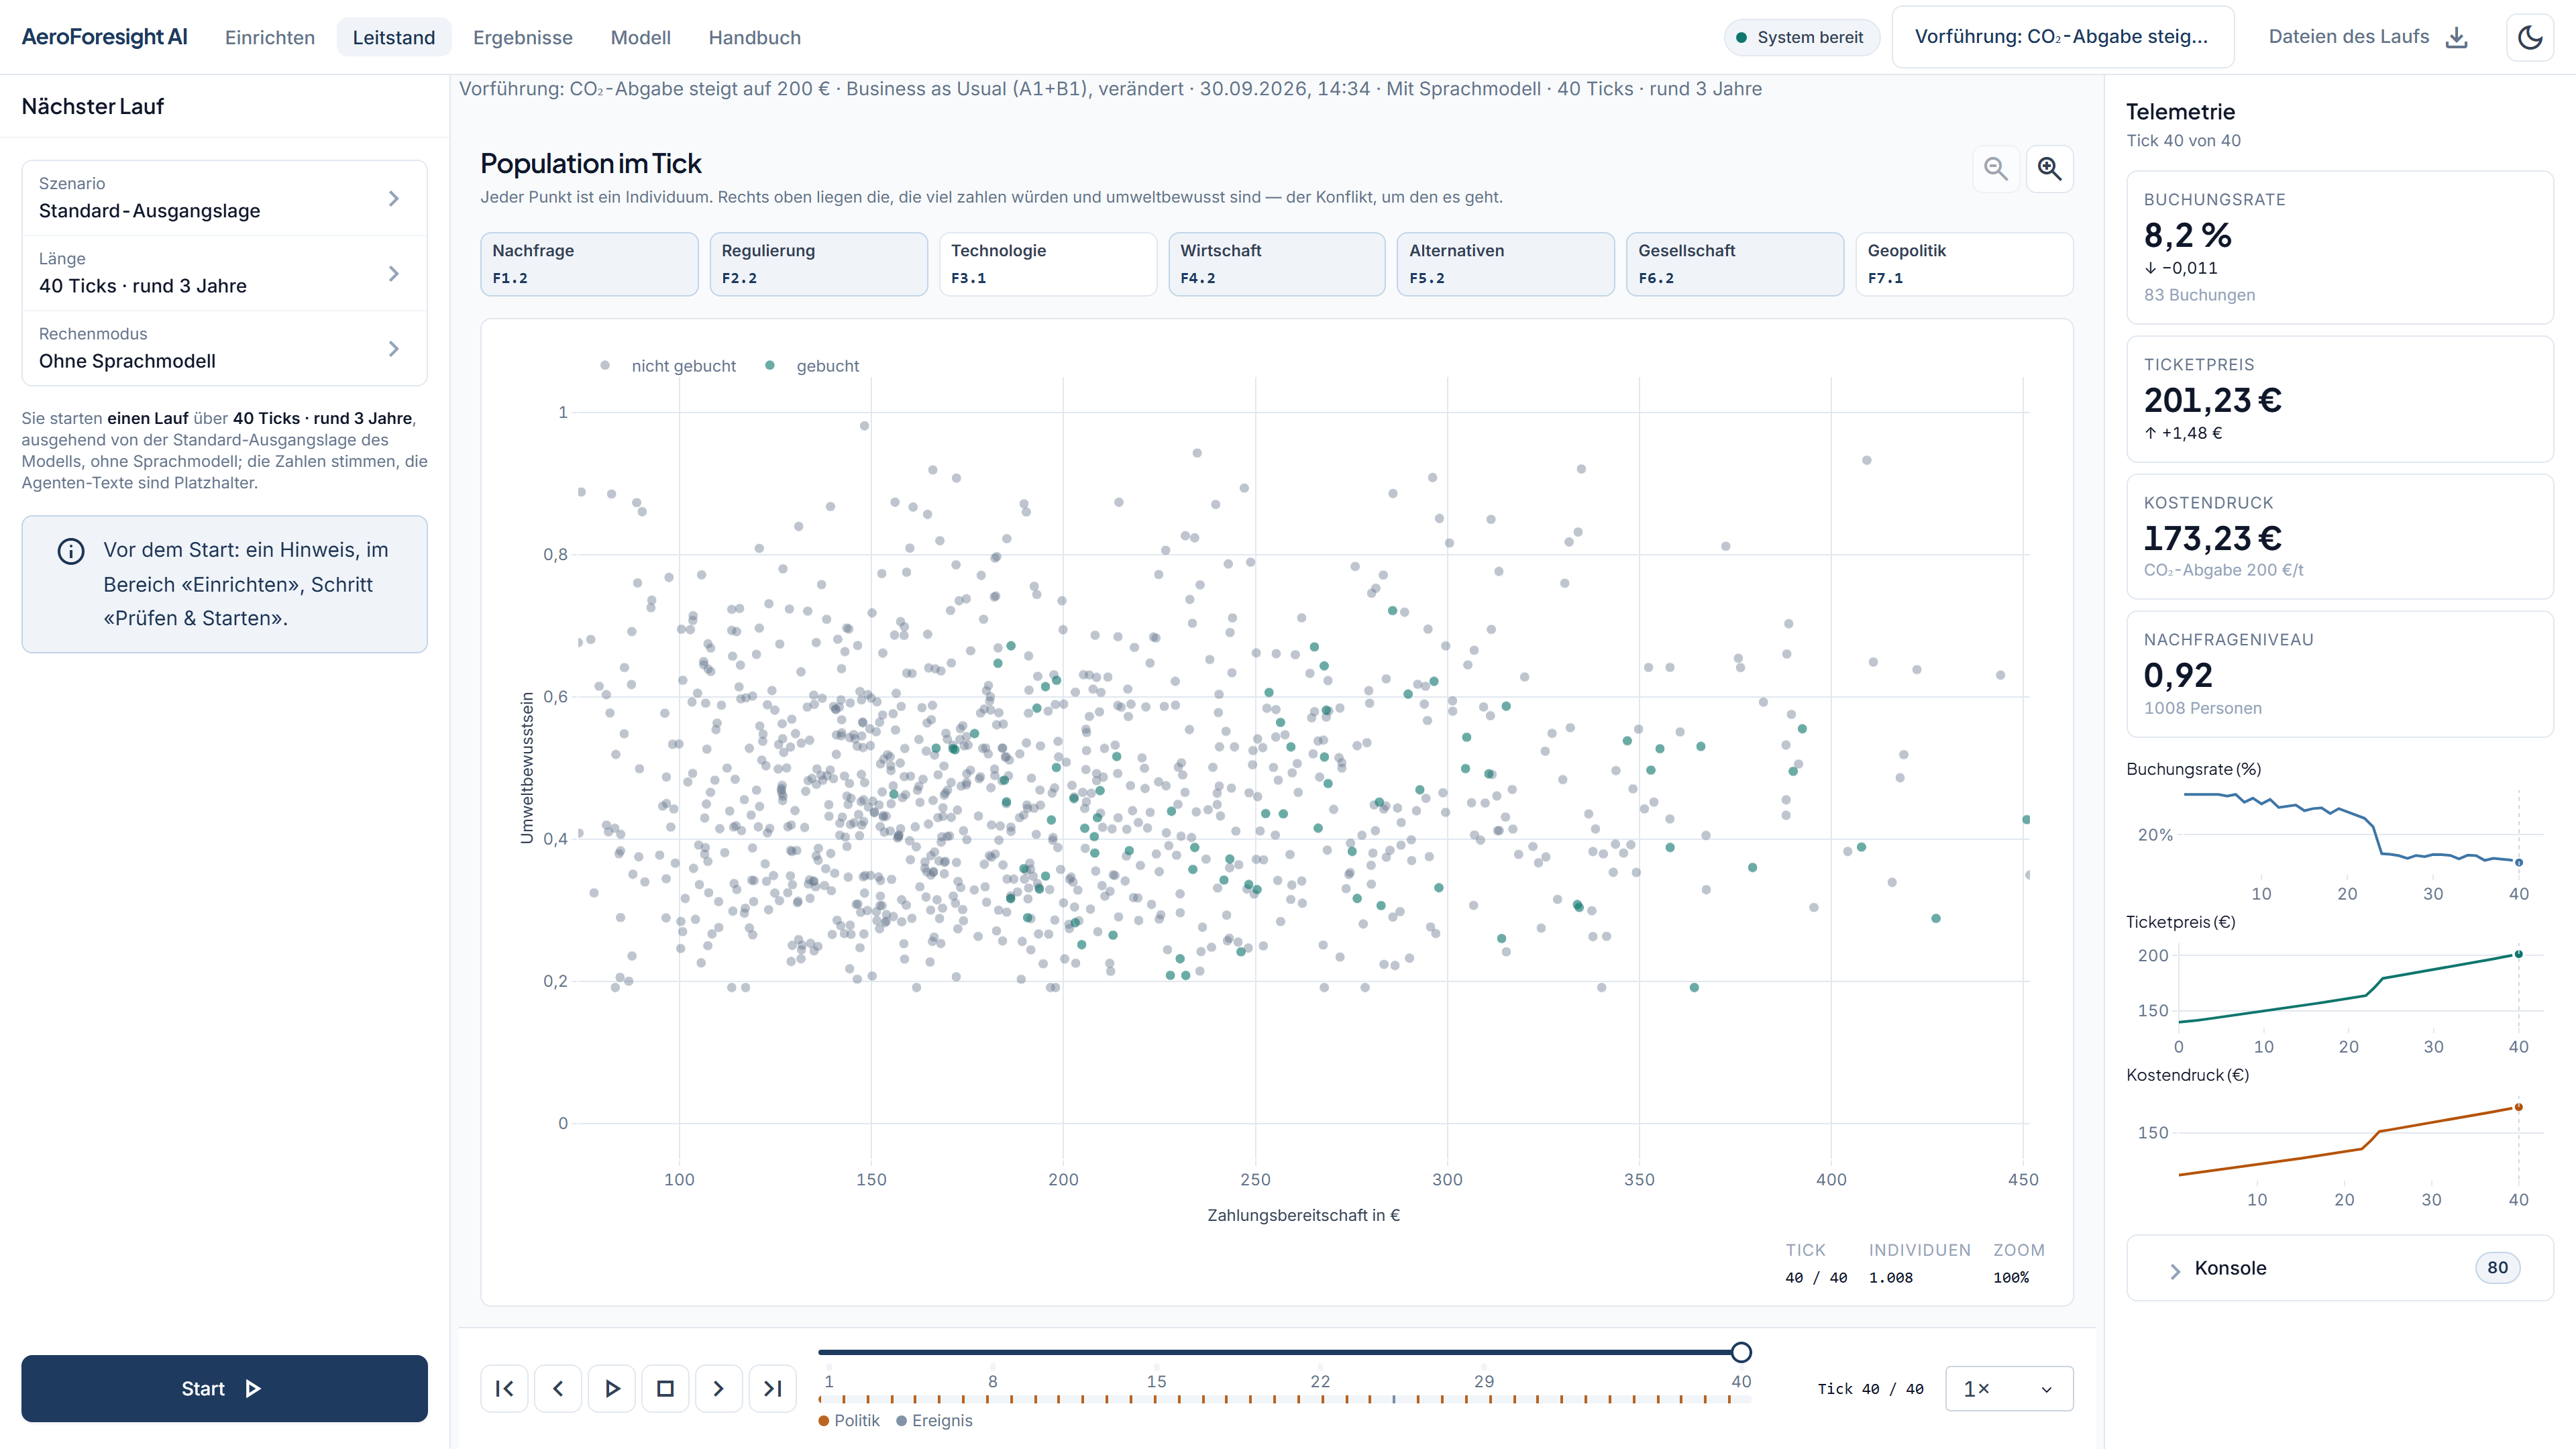 AeroForesight AI
Einrichten
Leitstand
Ergebnisse
Modell
Handbuch
System bereit
Vorführung: CO₂-Abgabe steig...
Dateien des Laufs
Nächster Lauf
Szenario
Standard-Ausgangslage
Länge
40 Ticks · rund 3 Jahre
Rechenmodus
Ohne Sprachmodell
Sie starten einen Lauf über 40 Ticks · rund 3 Jahre,
ausgehend von der Standard-Ausgangslage des
Modells, ohne Sprachmodell; die Zahlen stimmen, die
Agenten-Texte sind Platzhalter.
Vor dem Start: ein Hinweis, im
Bereich «Einrichten», Schritt
«Prüfen & Starten».
Start
Vorführung: CO₂-Abgabe steigt auf 200 € · Business as Usual (A1+B1), verändert · 30.09.2026, 14:34 · Mit Sprachmodell · 40 Ticks · rund 3 Jahre
Population im Tick
Jeder Punkt ist ein Individuum. Rechts oben liegen die, die viel zahlen würden und umweltbewusst sind — der Konflikt, um den es geht.
Nachfrage
F1.2
Regulierung
F2.2
Technologie
F3.1
Wirtschaft
F4.2
Alternativen
F5.2
Gesellschaft
F6.2
Geopolitik
F7.1
nicht gebucht
gebucht
Umweltbewusstsein
1
0,8
0,6
0,4
0,2
0
100
150
200
250
300
350
400
450
Zahlungsbereitschaft in €
TICK
40 / 40
INDIVIDUEN
1.008
ZOOM
100%
1
8
15
22
29
40
Politik
Ereignis
Tick 40 / 40
1×
Telemetrie
Tick 40 von 40
BUCHUNGSRATE
8,2 %
↓ −0,011
83 Buchungen
TICKETPREIS
201,23 €
↑ +1,48 €
KOSTENDRUCK
173,23 €
CO₂-Abgabe 200 €/t
NACHFRAGENIVEAU
0,92
1008 Personen
Buchungsrate (%)
20%
10
20
30
40
Ticketpreis (€)
200
150
0
10
20
30
40
Kostendruck (€)
150
10
20
30
40
Konsole
80